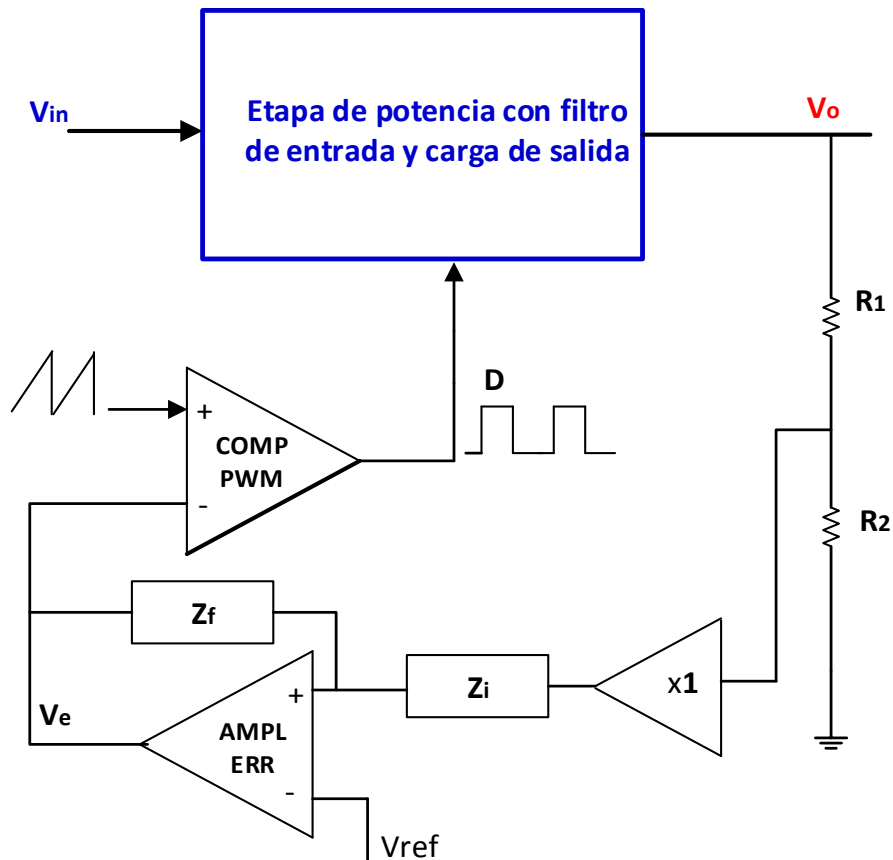 Vin
Etapa de potencia con filtro
de entrada y carga de salida
Vo
R1
D
+
COMP
PWM
-
R2
Zf
Zi
x1
Ve
+
AMPL
ERR
-
Vref